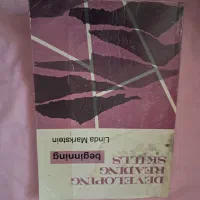 DEVELOPING
READING
SKILLS
beginning
Linda Markstein